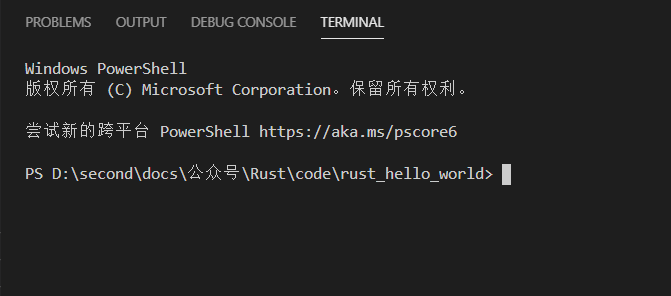 PROBLEMS OUTPUT DEBUG CONSOLE TERMINAL
Windows PowerShell
版权所有 (C) Microsoft Corporation。保留所有权利。
尝试新的跨平台 PowerShell https://aka.ms/pscore6
PS D:\second\docs\公众号\Rust\code\rust_hello_world>